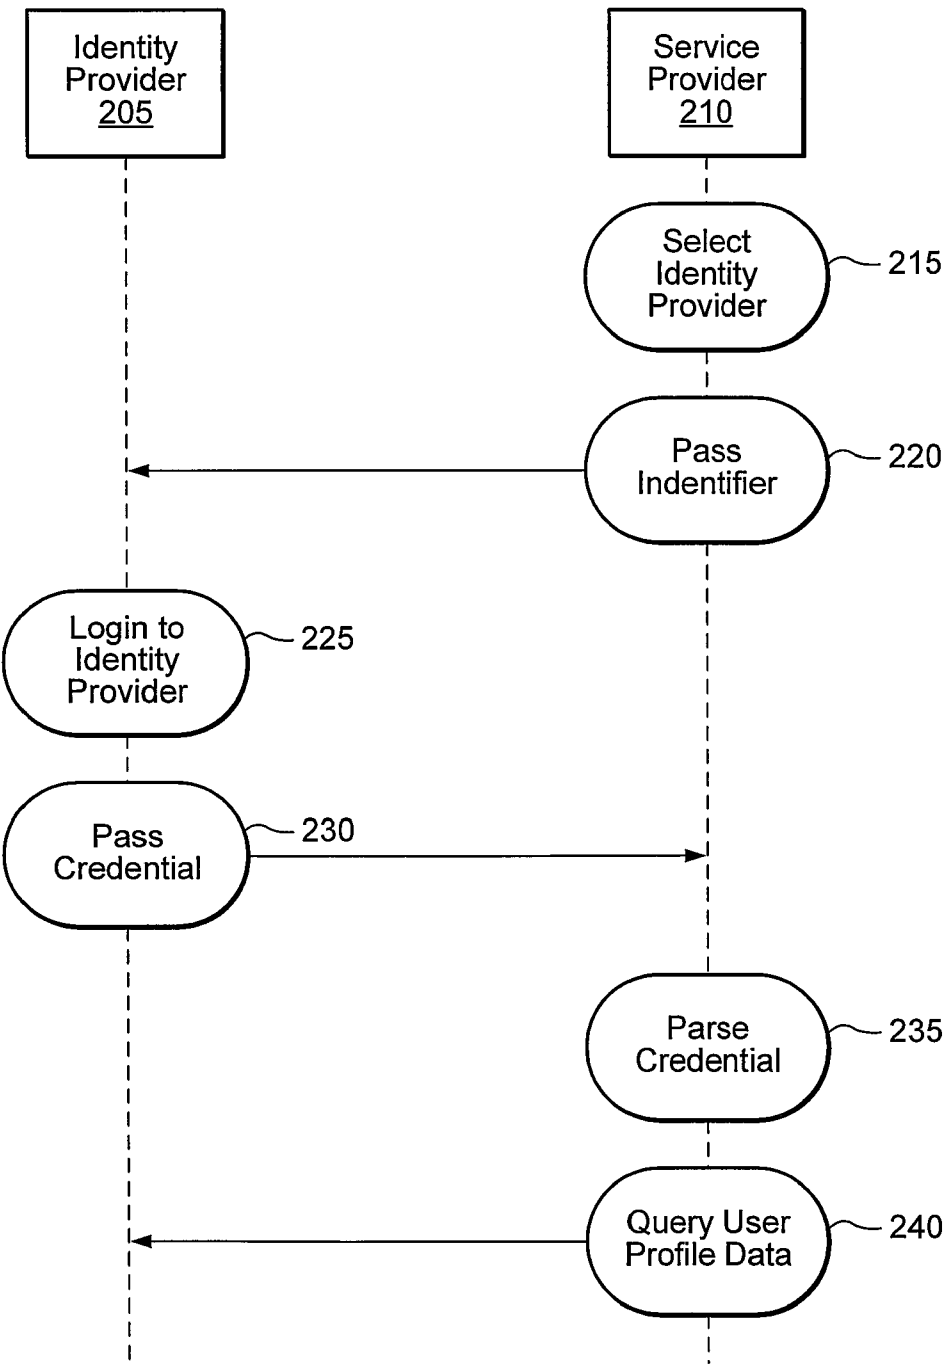 Identity
Provider
205
Service
Provider
210
Select
Identity
Provider
215
Pass
Indentifier
220
Login to
Identity
Provider
225
Pass
Credential
230
Parse
Credential
235
Query User
Profile Data
240